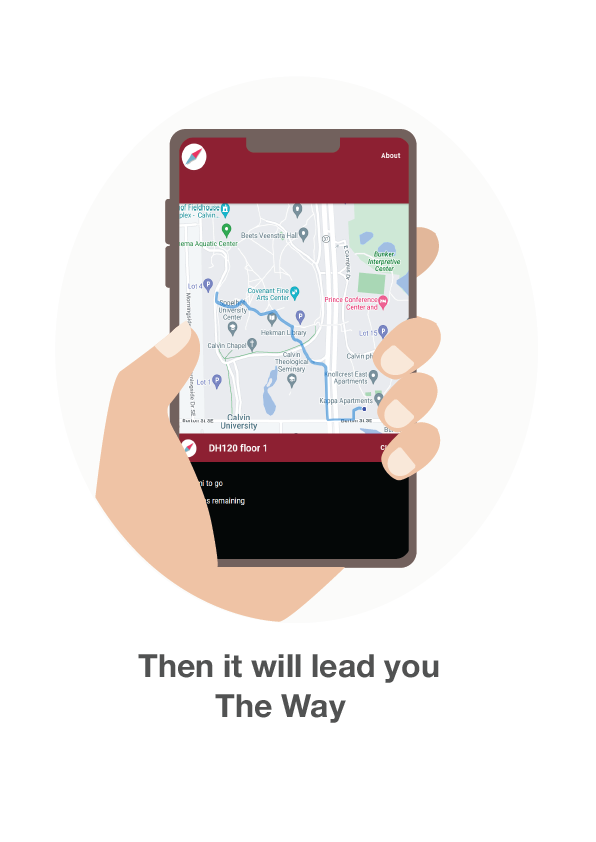 About
of Fieldhouse
plex - Calvin...
Beets Veenstra Hall
ema Aquatic Center
E Campus Dr
Bunker
Interpretive
Center
Lot 4
Covenant Fine
Arts Center
Prince Conference
Center and
Spoelhof
University
Center
Hekman Library
Lot 15
Calvin Chapel
Calvin
Theological
Seminary
Calvin ph
Knollcrest East
Apartments
Lot 1
Kappa Apartments
Burton St SE
Calvin
University
Burton St SE
DH120 floor 1
mi to go
remaining
Then it will lead you
The Way